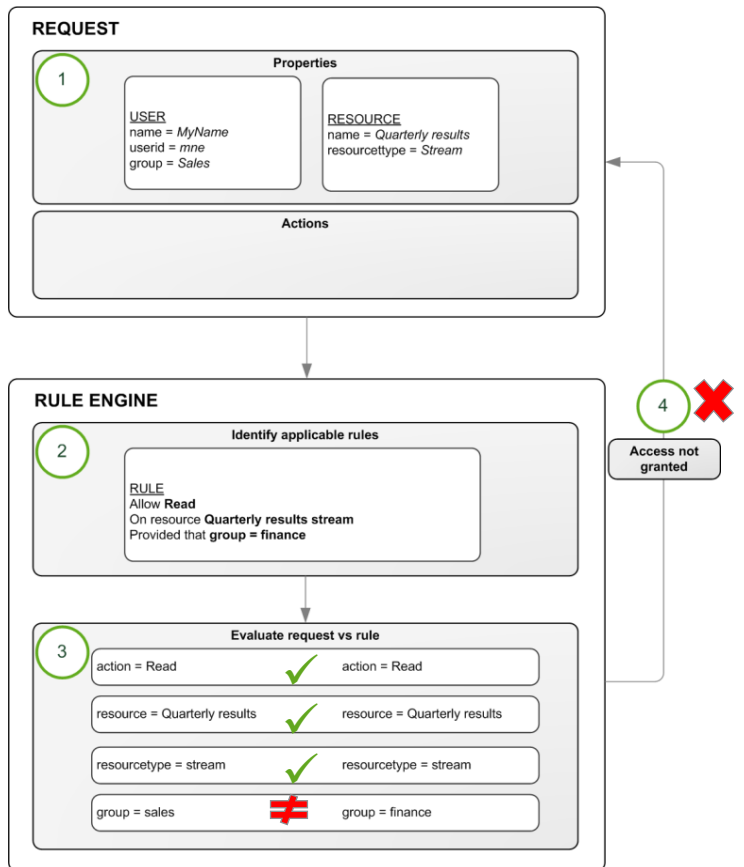 REQUEST
1
Properties
USER
name = MyName
userid = mne
group = Sales
RESOURCE
name = Quarterly results
resourcettype = Stream
Actions
RULE ENGINE
2
Identify applicable rules
RULE
Allow Read
On resource Quarterly results stream
Provided that group = finance
3
Evaluate request vs rule
action = Read
action = Read
resource = Quarterly results
resource = Quarterly results
resourcetype = stream
resourcetype = stream
group = sales
≠
group = finance
4
Access not
granted